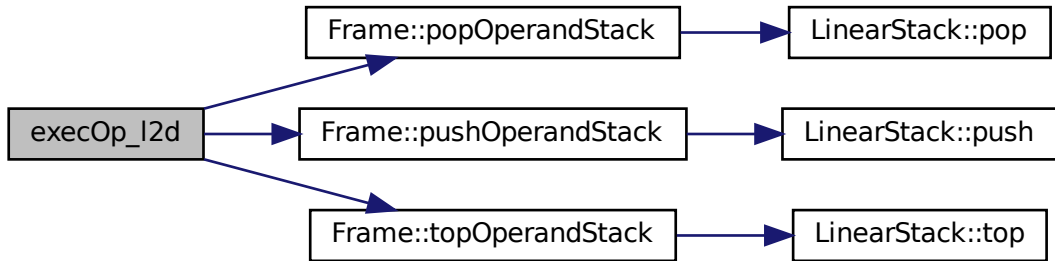 Frame::popOperandStack
LinearStack::pop
execOp_l2d
Frame::pushOperandStack
LinearStack::push
Frame::topOperandStack
LinearStack::top